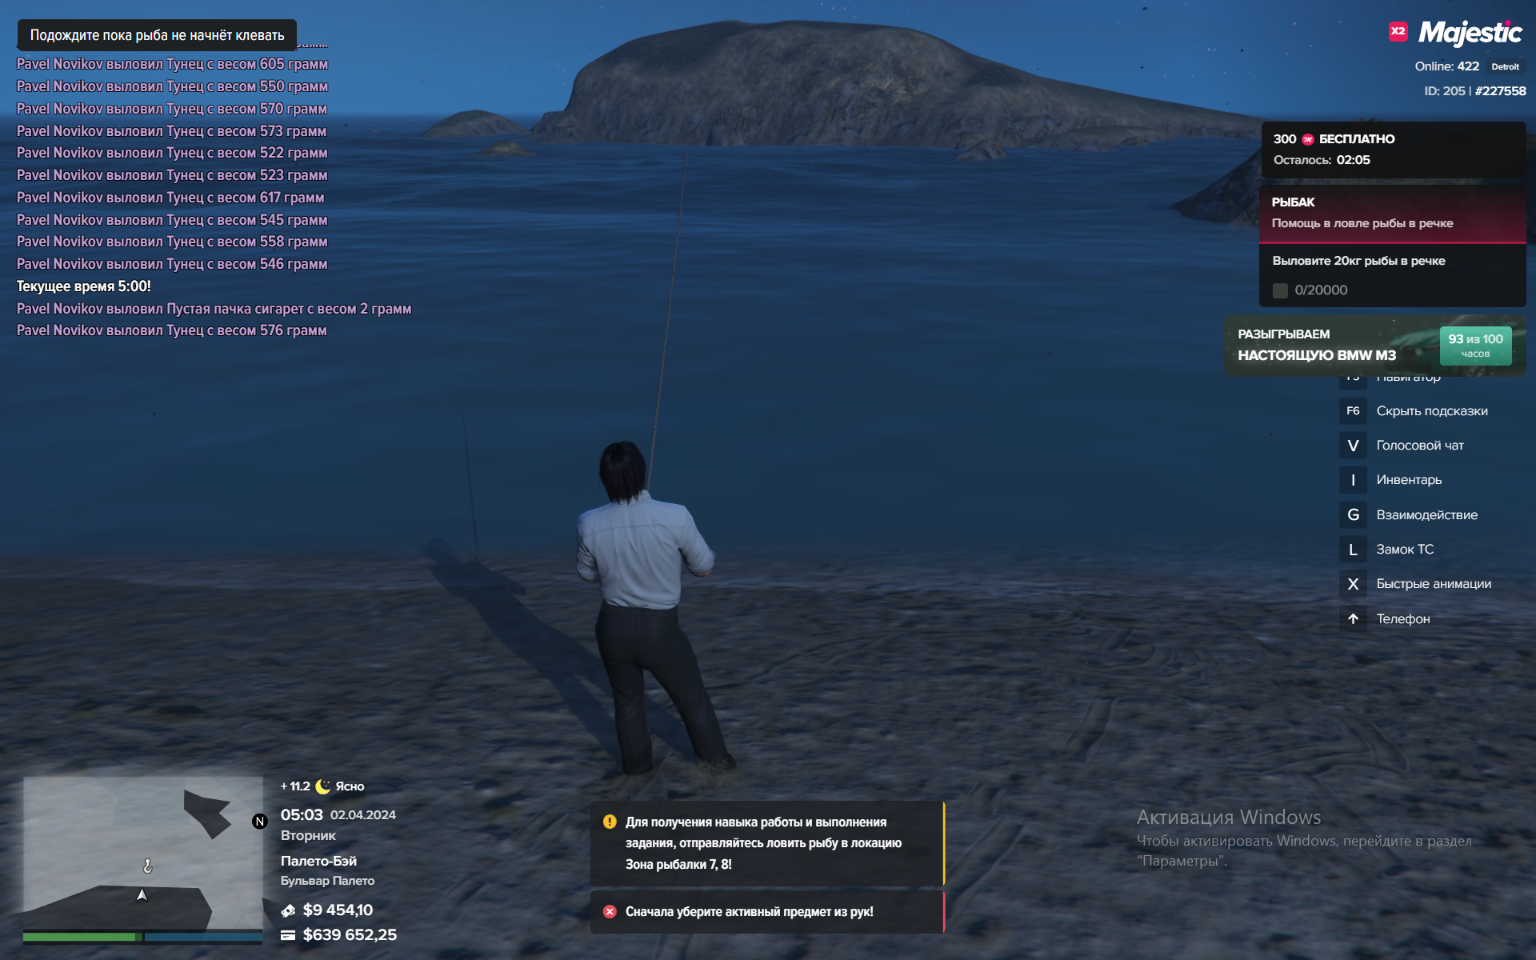 Подождите пока рыба не начнёт клевать
Pavel Novikov выловил Тунец с весом 605 грамм
Pavel Novikov выловил Тунец с весом 550 грамм
Pavel Novikov выловил Тунец с весом 570 грамм
Pavel Novikov выловил Тунец с весом 573 грамм
Pavel Novikov выловил Тунец с весом 522 грамм
Pavel Novikov выловил Тунец с весом 523 грамм
Pavel Novikov выловил Тунец с весом 617 грамм
Pavel Novikov выловил Тунец с весом 545 грамм
Pavel Novikov выловил Тунец с весом 558 грамм
Pavel Novikov выловил Тунец с весом 546 грамм
Текущее время 5:00!
Pavel Novikov выловил Пустая пачка сигарет с весом 2 грамм
Pavel Novikov выловил Тунец с весом 576 грамм
X2 Majestic
Online: 422 Detroit
ID: 205 | #227558
300 БЕСПЛАТНО
Осталось: 02:05
РЫБАК
Помощь в ловле рыбы в речке
Выловите 20кг рыбы в речке
0/20000
РАЗЫГРЫВАЕМ
НАСТОЯЩУЮ BMW M3
93 из 100
часов
Навигатор
F6 Скрыть подсказки
V Голосовой чат
I Инвентарь
G Взаимодействие
L Замок ТС
X Быстрые анимации
Телефон
N
+ 11.2 Ясно
05:03 02.04.2024
Вторник
Палето-Бэй
Бульвар Палето
$9 454,10
$639 652,25
Для получения навыка работы и выполнения
задания, отправляйтесь ловить рыбу в локацию
Зона рыбалки 7, 8!
Сначала уберите активный предмет из рук!
Активация Windows
Чтобы активировать Windows, перейдите в раздел
"Параметры".